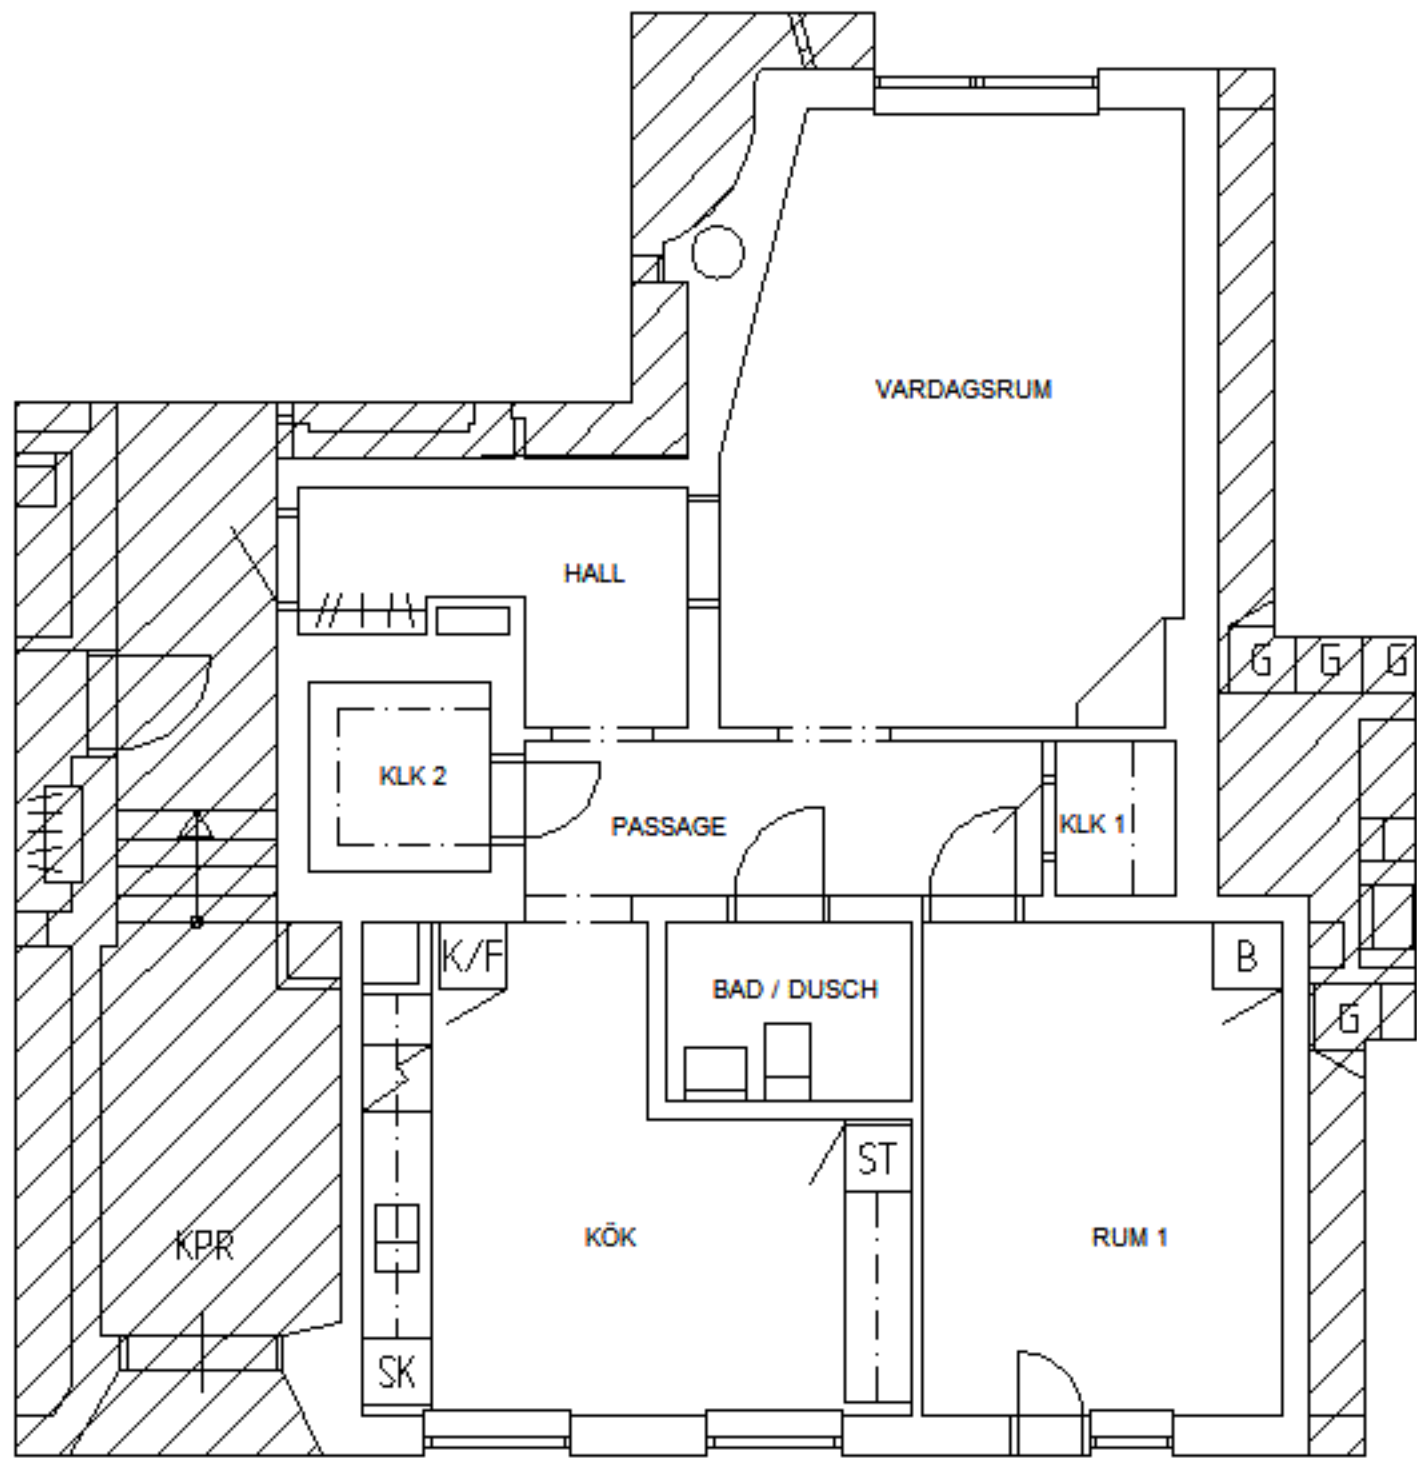 VARDAGSRUM
HALL
G G G
KLK 2
PASSAGE
KLK 1
K/F
BAD / DUSCH
B
G
ST
KPR
KÖK
RUM 1
SK